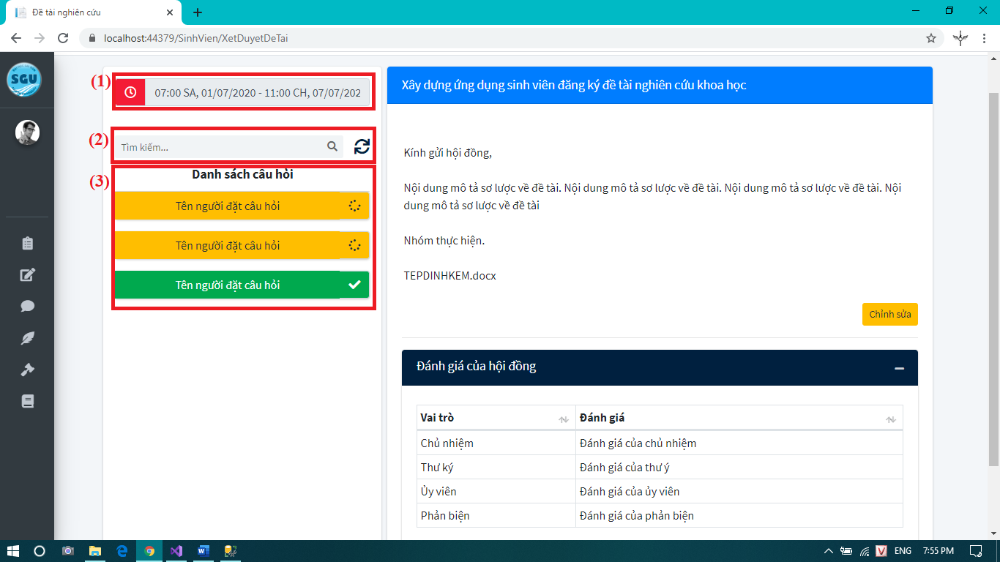 Đề tài nghiên cứu
localhost:44379/SinhVien/XetDuyetDeTai
SGU
(1)
07:00 SA, 01/07/2020 - 11:00 CH, 07/07/202
(2)
Tìm kiếm...
(3)
Danh sách câu hỏi
Tên người đặt câu hỏi
Tên người đặt câu hỏi
Tên người đặt câu hỏi
Xây dựng ứng dụng sinh viên đăng ký đề tài nghiên cứu khoa học
Kính gửi hội đồng,
Nội dung mô tả sơ lược về đề tài. Nội dung mô tả sơ lược về đề tài. Nội dung mô tả sơ lược về đề tài. Nội
dung mô tả sơ lược về đề tài
Nhóm thực hiện.
TEPDINHKEM.docx
Chỉnh sửa
Đánh giá của hội đồng
Vai trò Đánh giá
Chủ nhiệm Đánh giá của chủ nhiệm
Thư ký Đánh giá của thư ý
Ủy viên Đánh giá của ủy viên
Phản biện Đánh giá của phản biện
ENG 7:55 PM